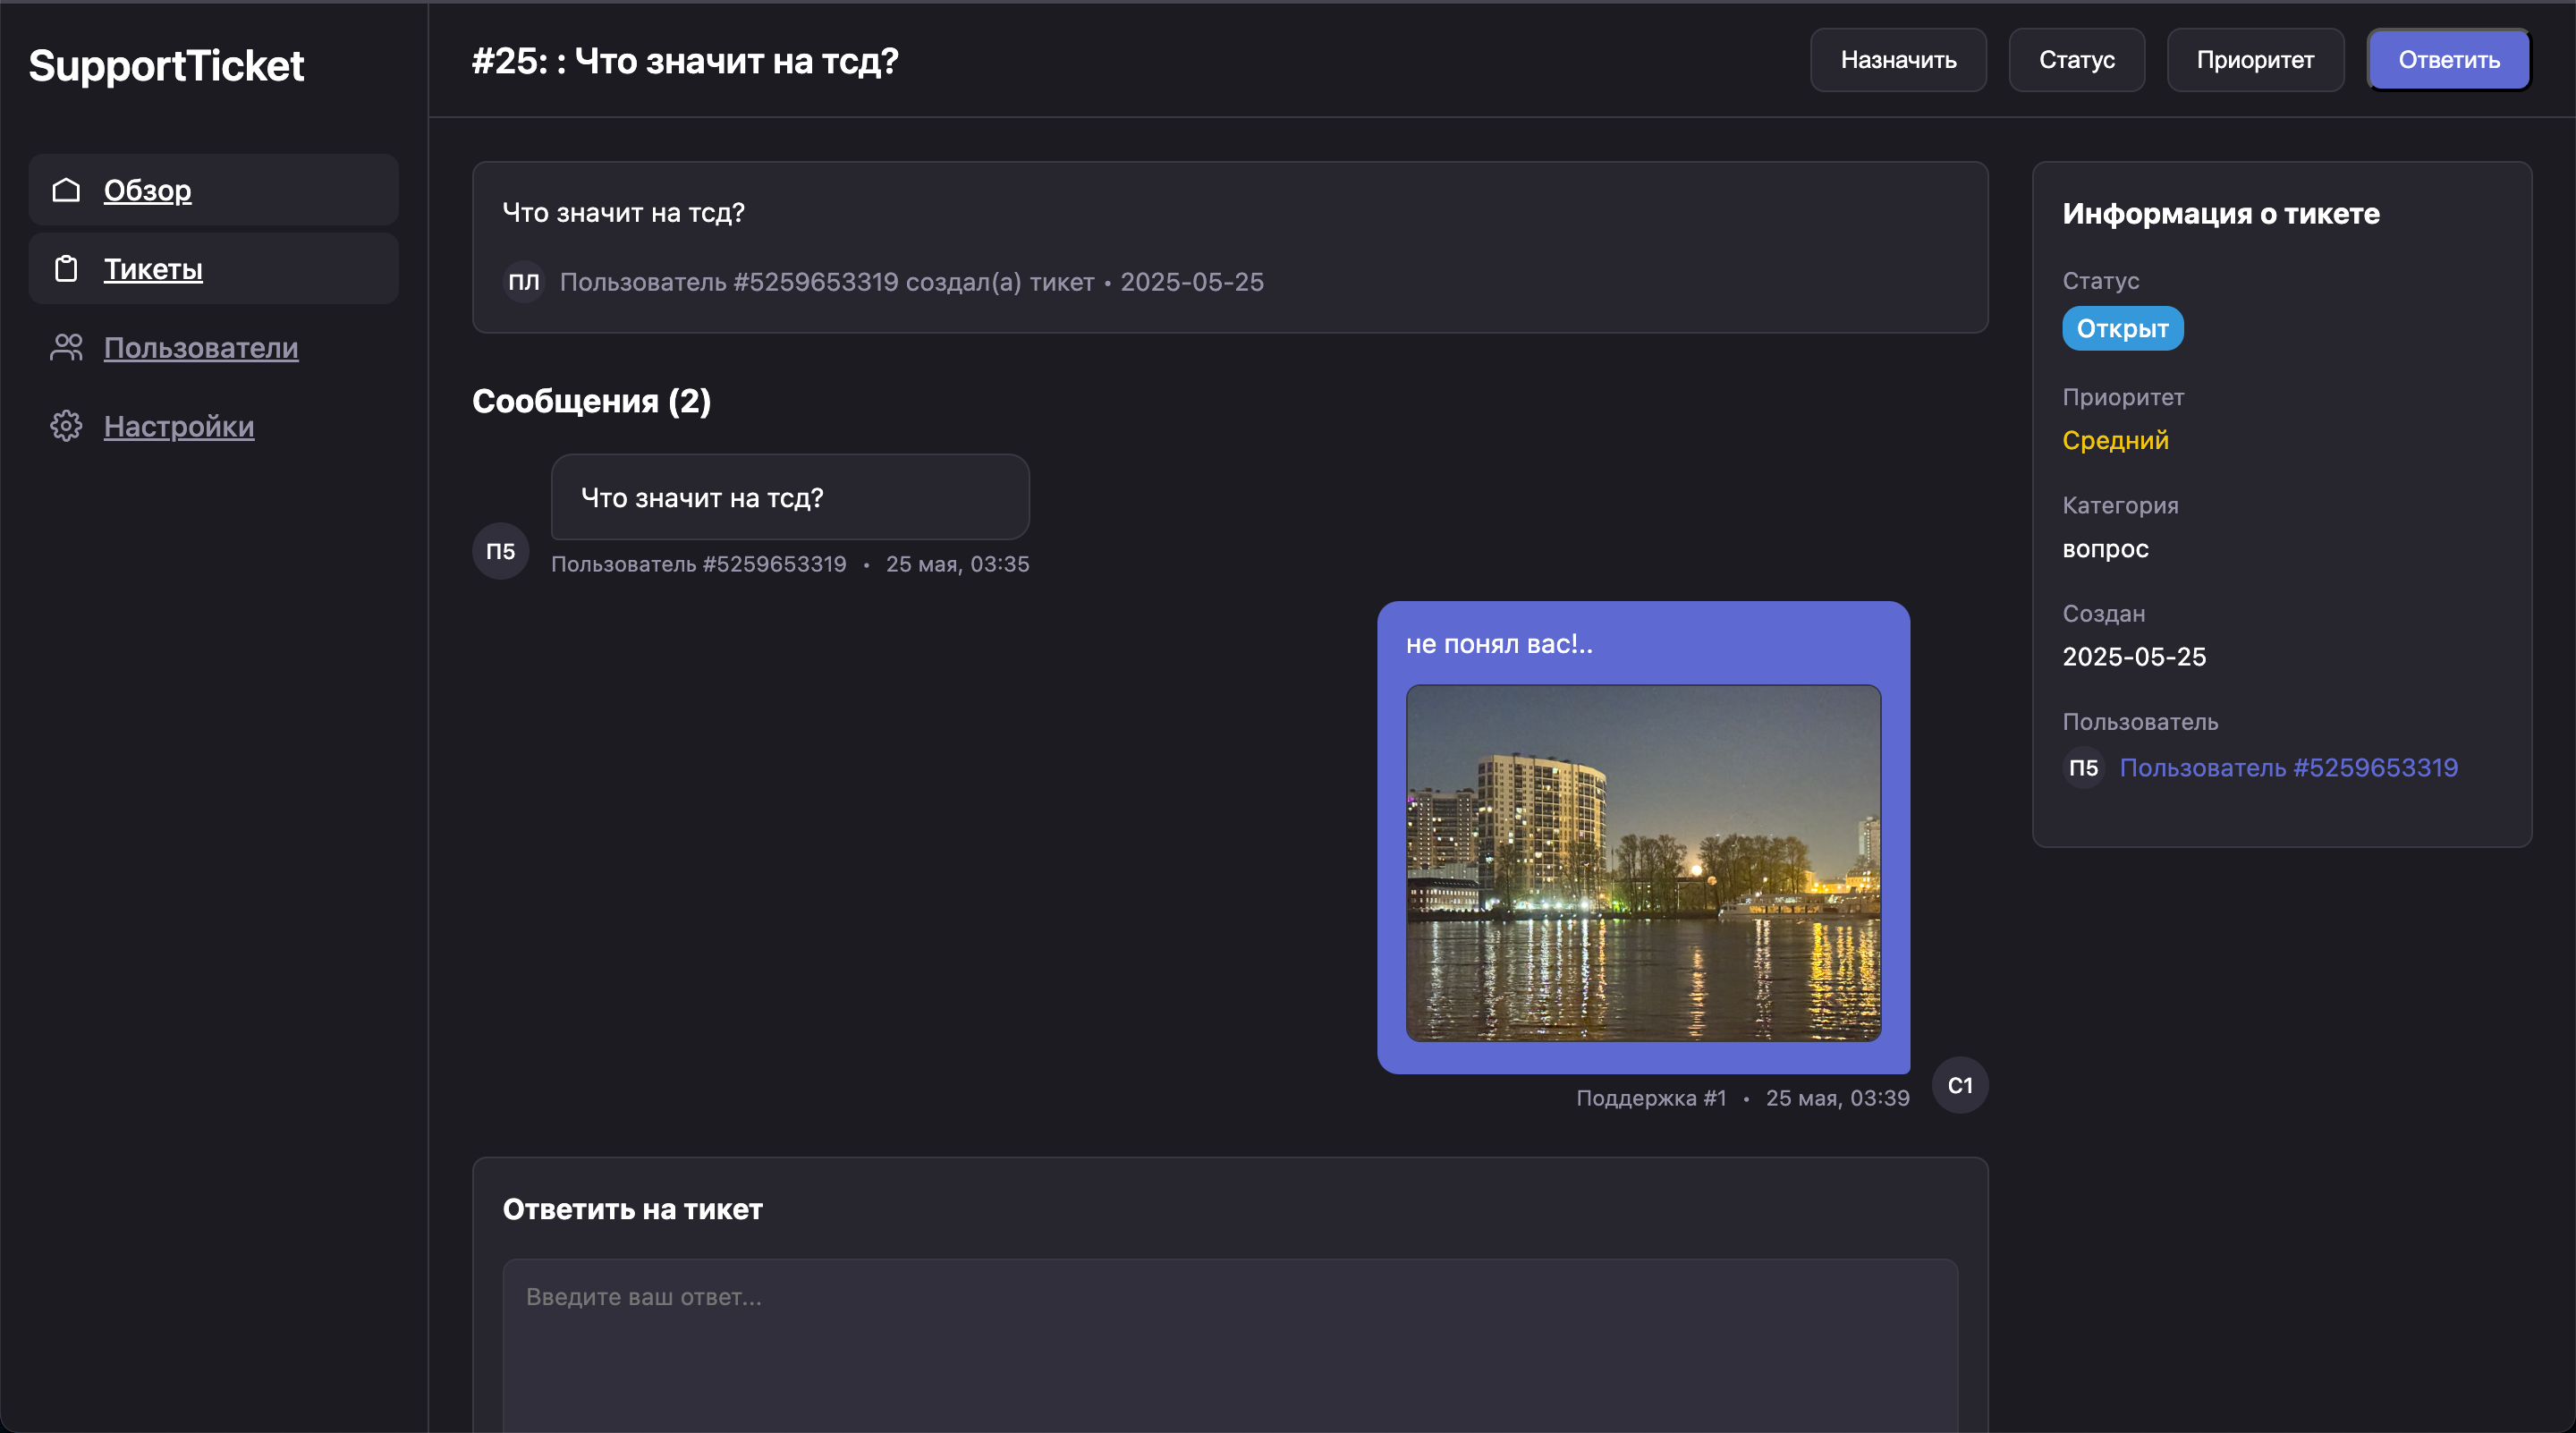 SupportTicket
Обзор
Тикеты
Пользователи
Настройки
#25: : Что значит на тсд?
Назначить
Статус
Приоритет
Ответить
Что значит на тсд?
ПЛ Пользователь #5259653319 создал(а) тикет • 2025-05-25
Сообщения (2)
Что значит на тсд?
П5
Пользователь #5259653319 • 25 мая, 03:35
не понял вас!..
Поддержка #1 • 25 мая, 03:39
С1
Ответить на тикет
Введите ваш ответ...
Информация о тикете
Статус
Открыт
Приоритет
Средний
Категория
вопрос
Создан
2025-05-25
Пользователь
П5 Пользователь #5259653319